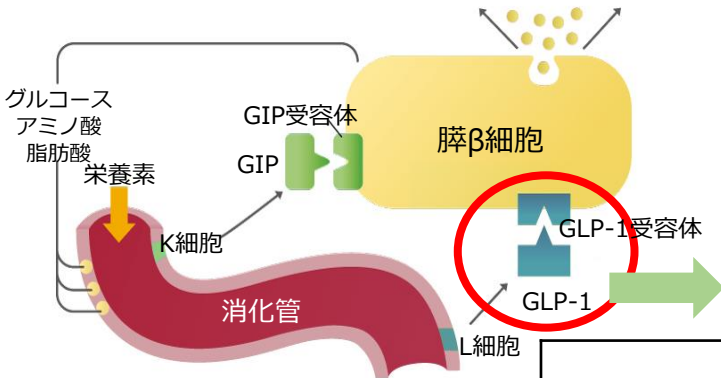 グルコース
アミノ酸
脂肪酸
栄養素
GIP受容体
GIP
膵β細胞
K細胞
GLP-1受容体
GLP-1
消化管
L細胞